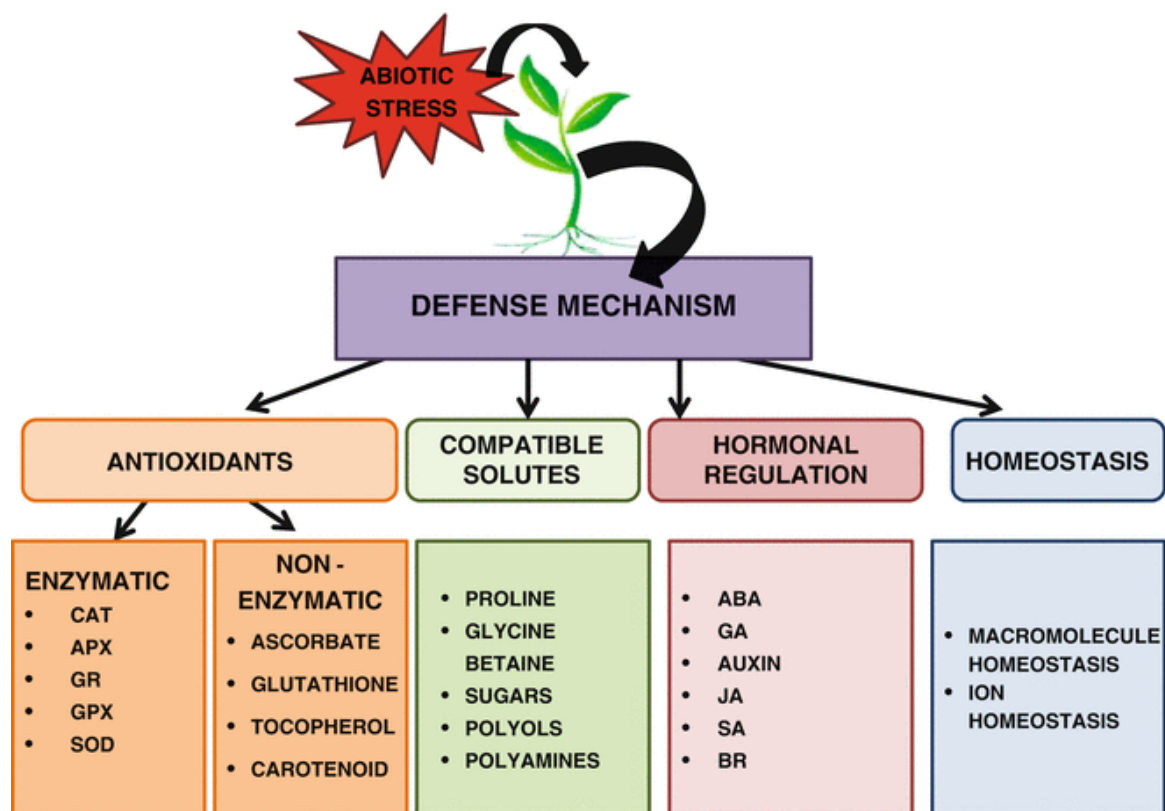 ABIOTIC
STRESS
DEFENSE MECHANISM
ANTIOXIDANTS
COMPATIBLE
SOLUTES
HORMONAL
REGULATION
HOMEOSTASIS
ENZYMATIC
• CAT
• APX
• GR
• GPX
• SOD
NON -
ENZYMATIC
• ASCORBATE
• GLUTATHIONE
• TOCOPHEROL
• CAROTENOID
• PROLINE
• GLYCINE
BETAINE
• SUGARS
• POLYOLS
• POLYAMINES
• ABA
• GA
• AUXIN
• JA
• SA
• BR
• MACROMOLECULE
HOMEOSTASIS
• ION
HOMEOSTASIS